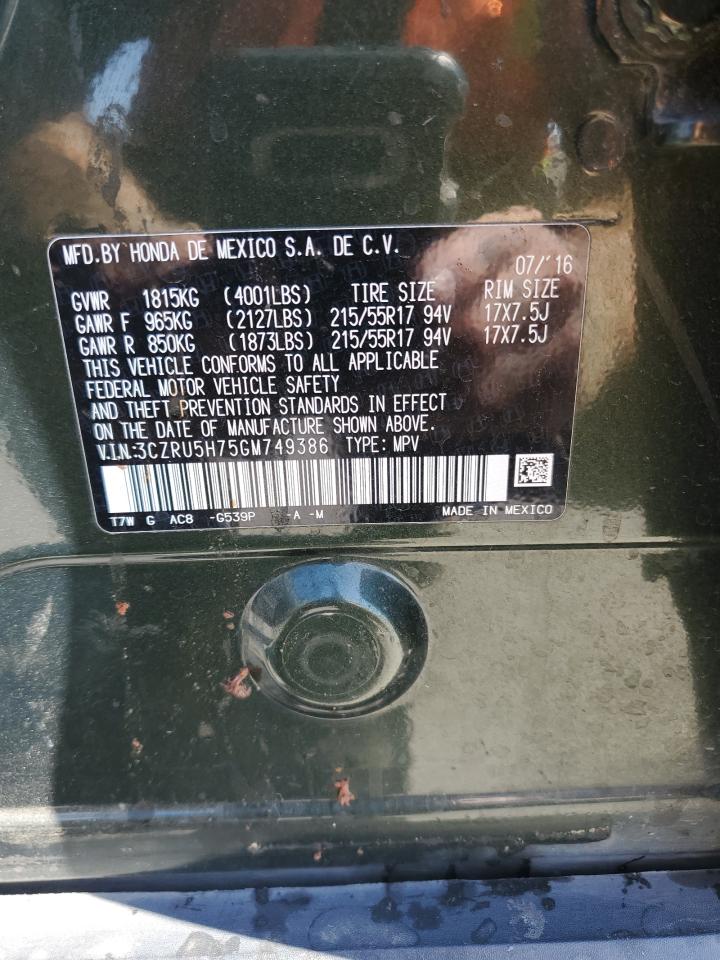 MFD.BY HONDA DE MEXICO S.A. DE C.V.
07/'16
GVWR 1815KG (4001LBS) TIRE SIZE RIM SIZE
GAWR F 965KG (2127LBS) 215/55R17 94V 17X7.5J
GAWR R 850KG (1873LBS) 215/55R17 94V 17X7.5J
THIS VEHICLE CONFORMS TO ALL APPLICABLE
FEDERAL MOTOR VEHICLE SAFETY
AND THEFT PREVENTION STANDARDS IN EFFECT
ON THE DATE OF MANUFACTURE SHOWN ABOVE.
V.I.N:3CZRU5H75GM749386 TYPE: MPV
T7W G AC8 -G539P -A -M MADE IN MEXICO